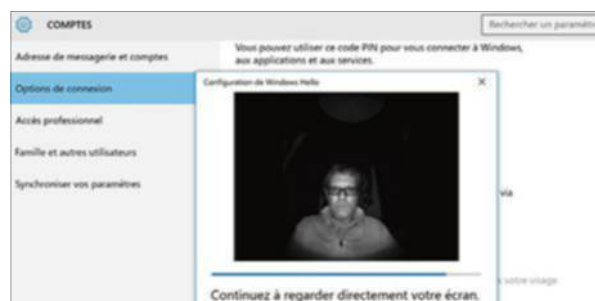 COMPTES
Rechercher un paramètre
Adresse de messagerie et comptes
Options de connexion
Accès professionnel
Famille et autres utilisateurs
Synchroniser vos paramètres
Vous pouvez utiliser ce code PIN pour vous connecter à Windows,
aux applications et aux services.
Configuration de Windows Hello
via
votre visage
Continuez à regarder directement votre écran.